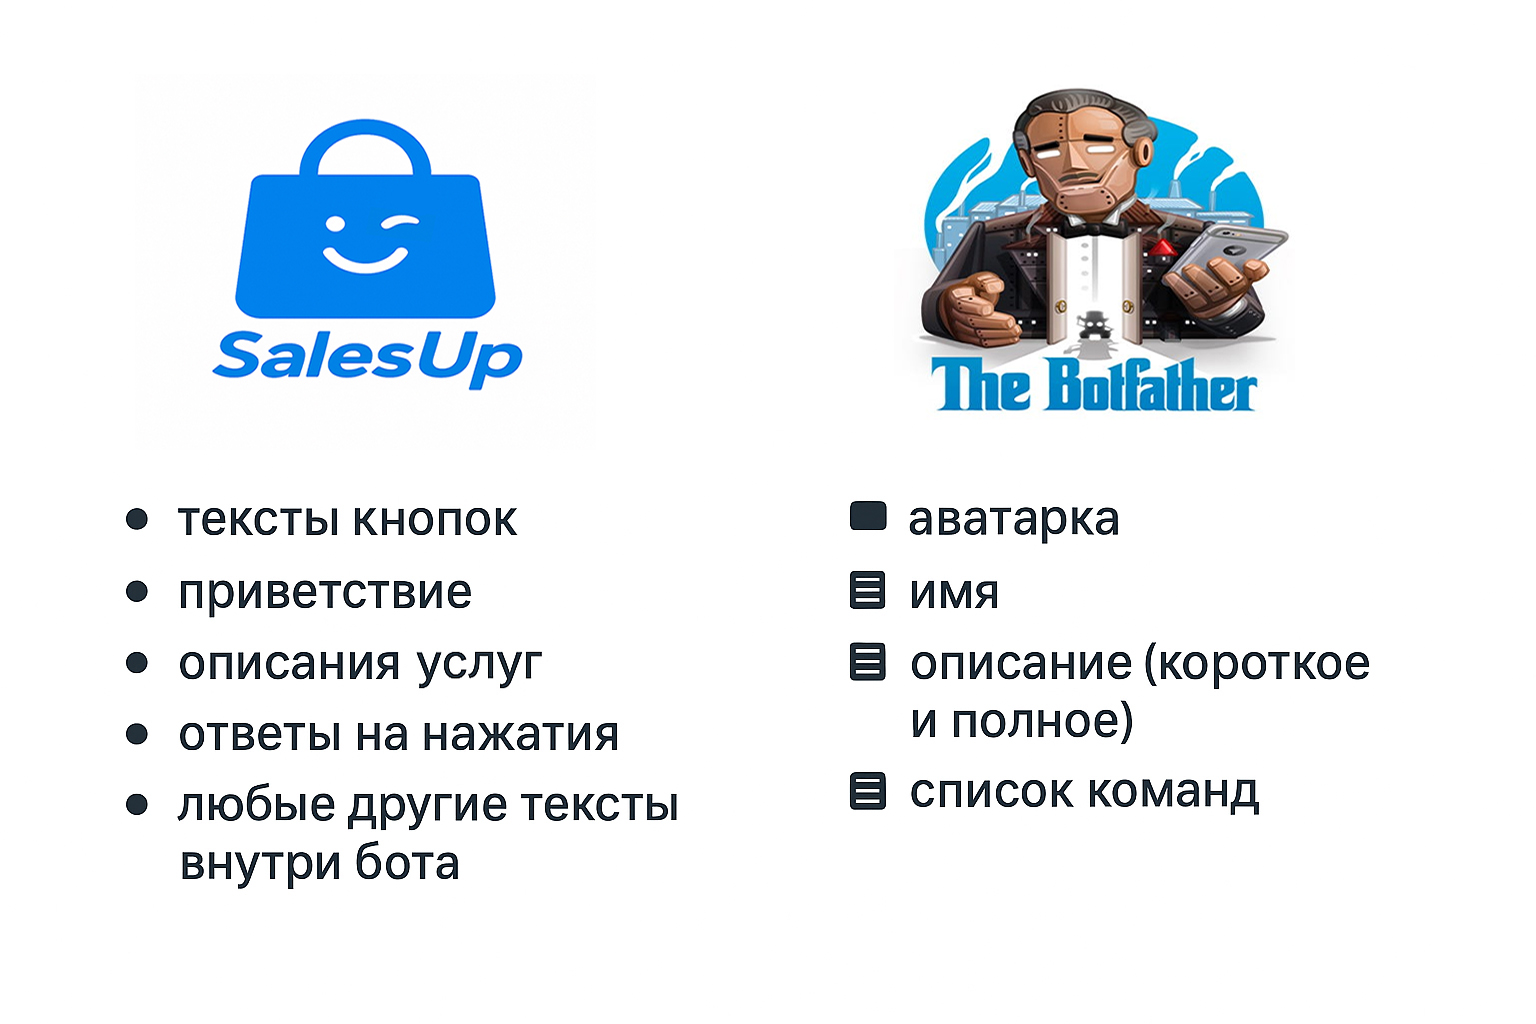 SalesUp
• тексты кнопок
• приветствие
• описания услуг
• ответы на нажатия
• любые другие тексты
внутри бота
The Botfather
аватарка
имя
описание (короткое
и полное)
список команд